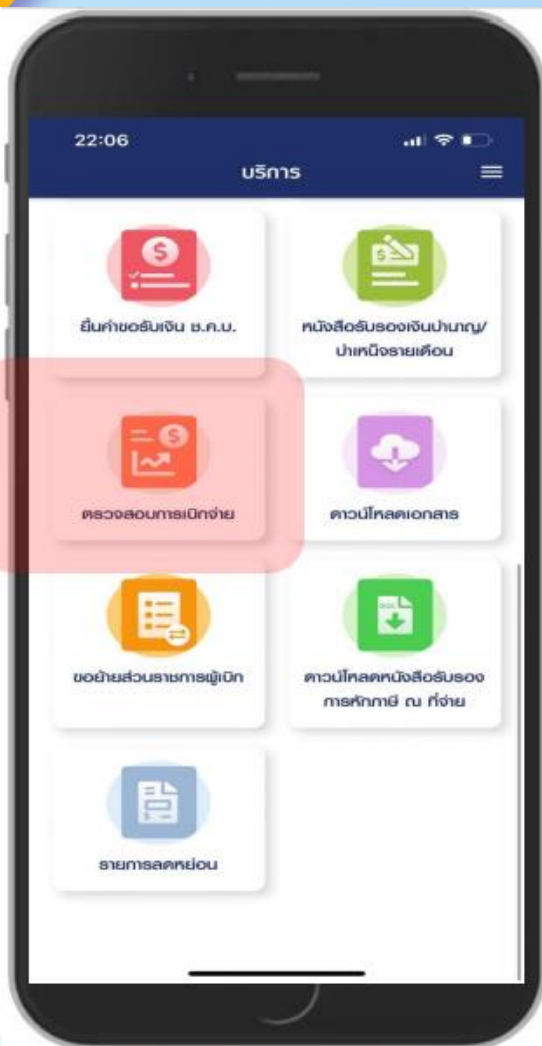 22:06
บริการ
ยื่นคำขอรับเงิน ช.ค.บ.
หนังสือรับรองเงินบำนาญ/
บำเหน็จรายเดือน
ตรวจสอบการเบิกจ่าย
ดาวน์โหลดเอกสาร
ขอย้ายส่วนราชการผู้เบิก
ดาวน์โหลดหนังสือรับรอง
การหักภาษี ณ ที่จ่าย
รายการลดหย่อน